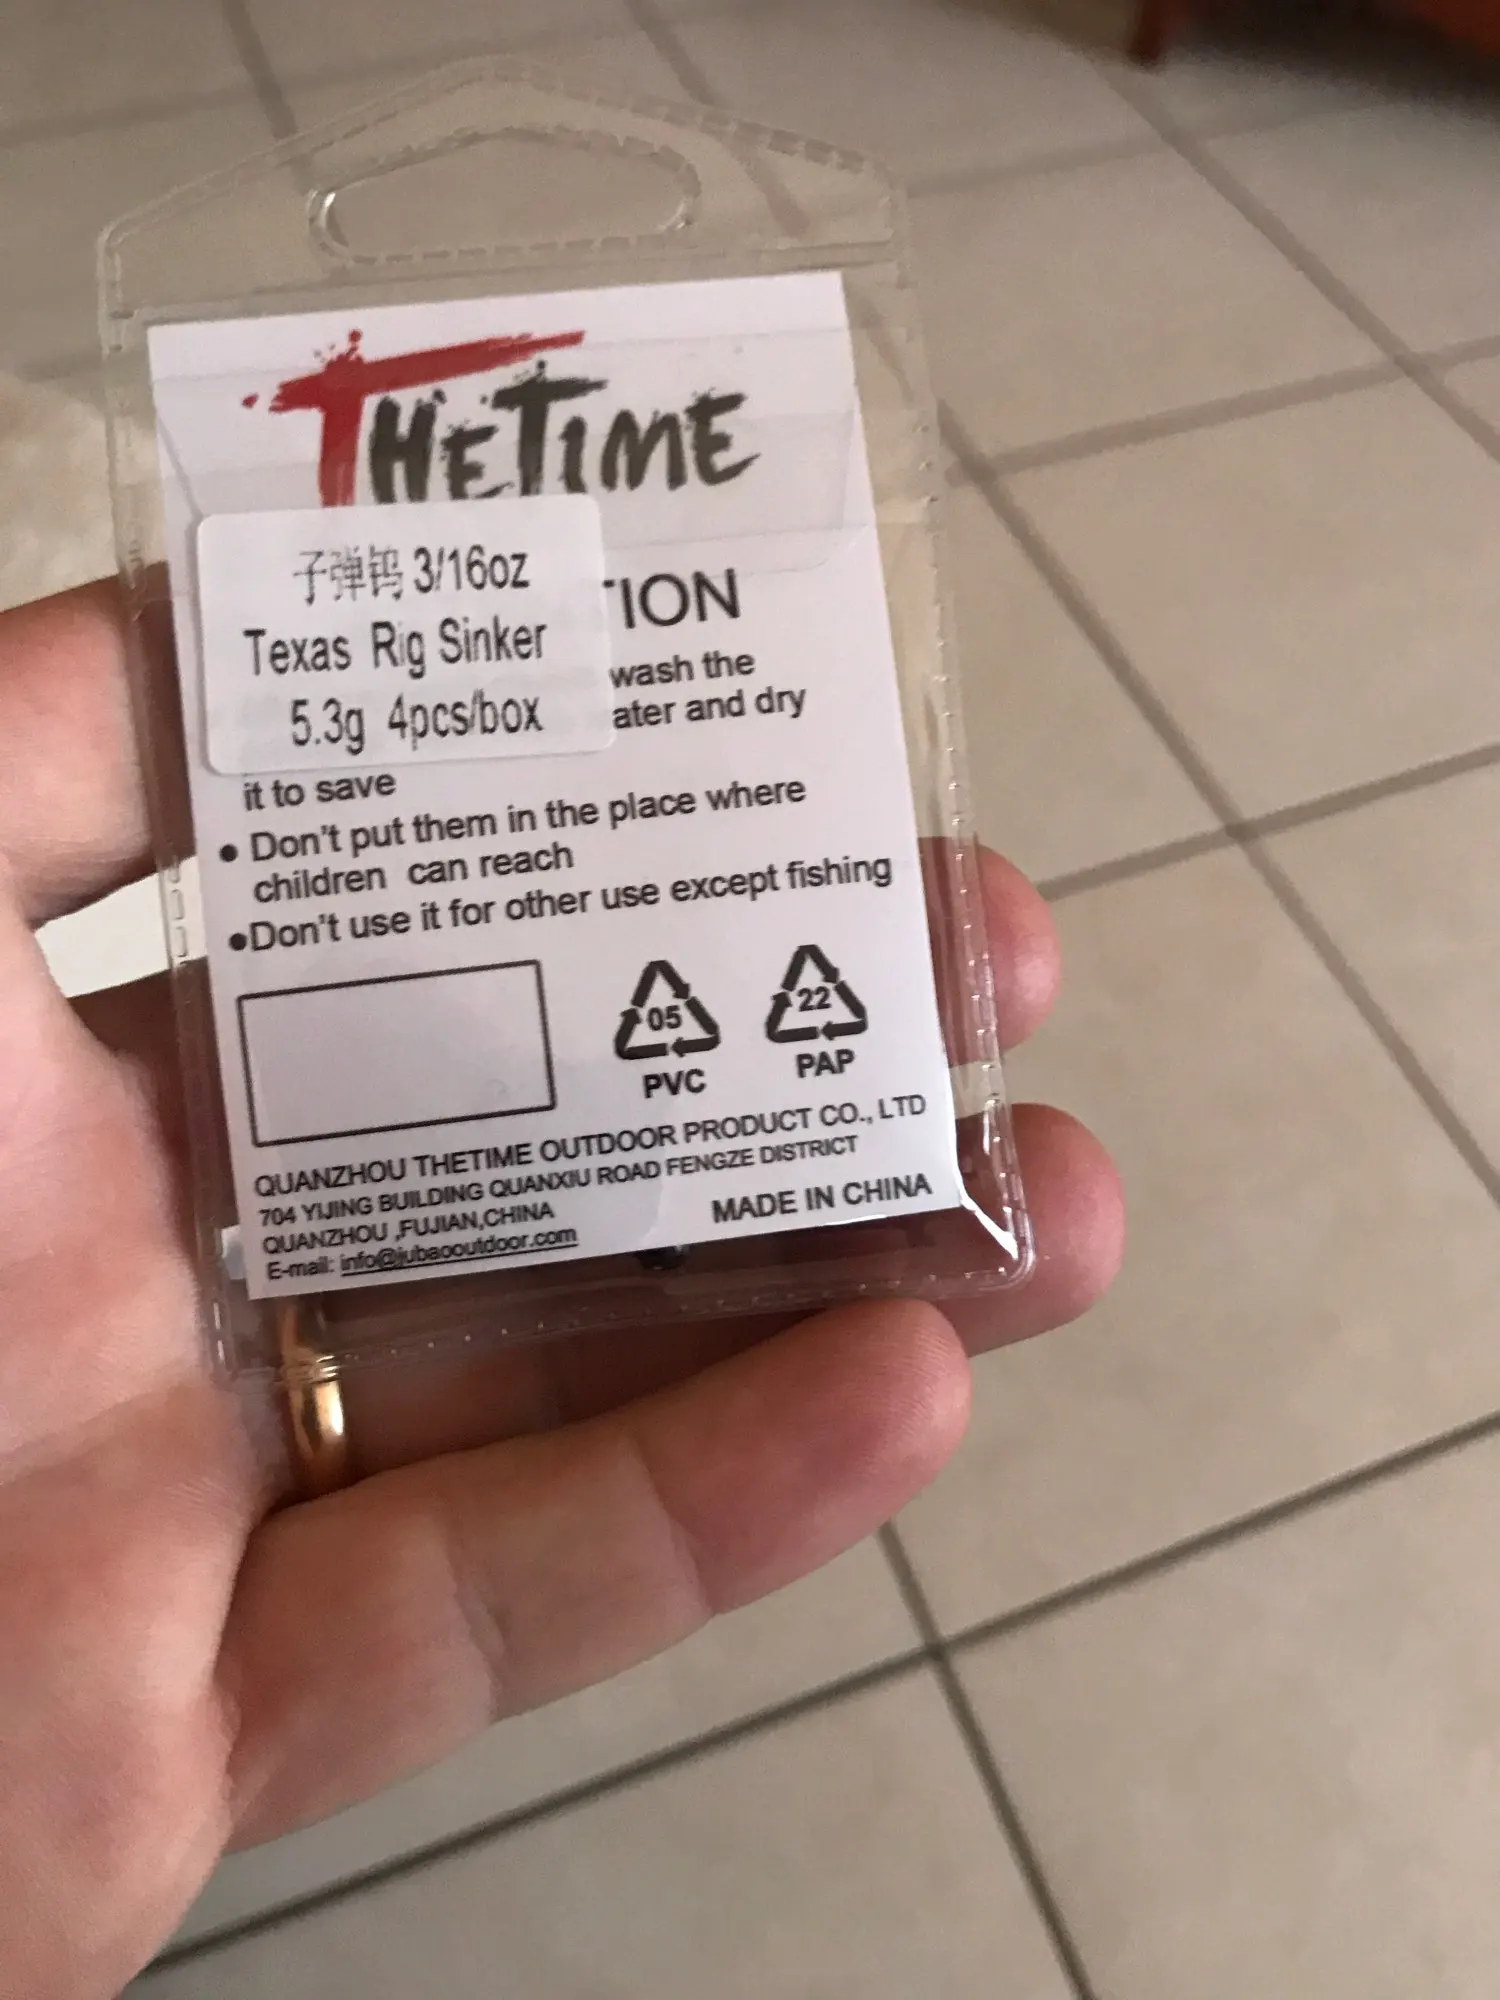 THETIME
子弹钨 3/16oz
Texas Rig Sinker
5.3g 4pcs/box
TION
wash the
ater and dry
it to save
● Don't put them in the place where
children can reach
●Don't use it for other use except fishing
05
PVC
22
PAP
QUANZHOU THETIME OUTDOOR PRODUCT CO., LTD
704 YIJING BUILDING QUANXIU ROAD FENGZE DISTRICT
QUANZHOU ,FUJIAN,CHINA
E-mail: info@jubaooutdoor.com
MADE IN CHINA